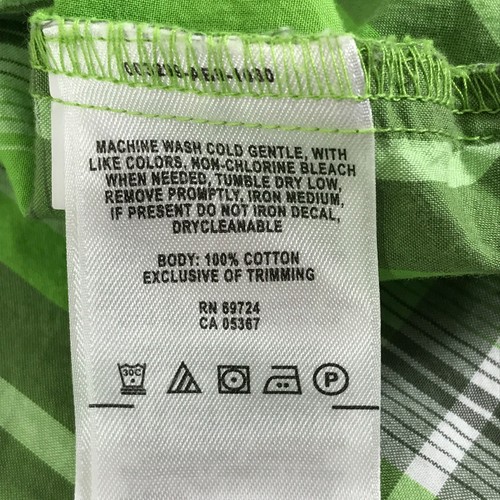 MACHINE WASH COLD GENTLE, WITH
LIKE COLORS, NON-CHLORINE BLEACH
WHEN NEEDED, TUMBLE DRY LOW,
REMOVE PROMPTLY, IRON MEDIUM,
IF PRESENT DO NOT IRON DECAL,
DRYCLEANABLE
BODY: 100% COTTON
EXCLUSIVE OF TRIMMING
RN 69724
CA 05367
30C P